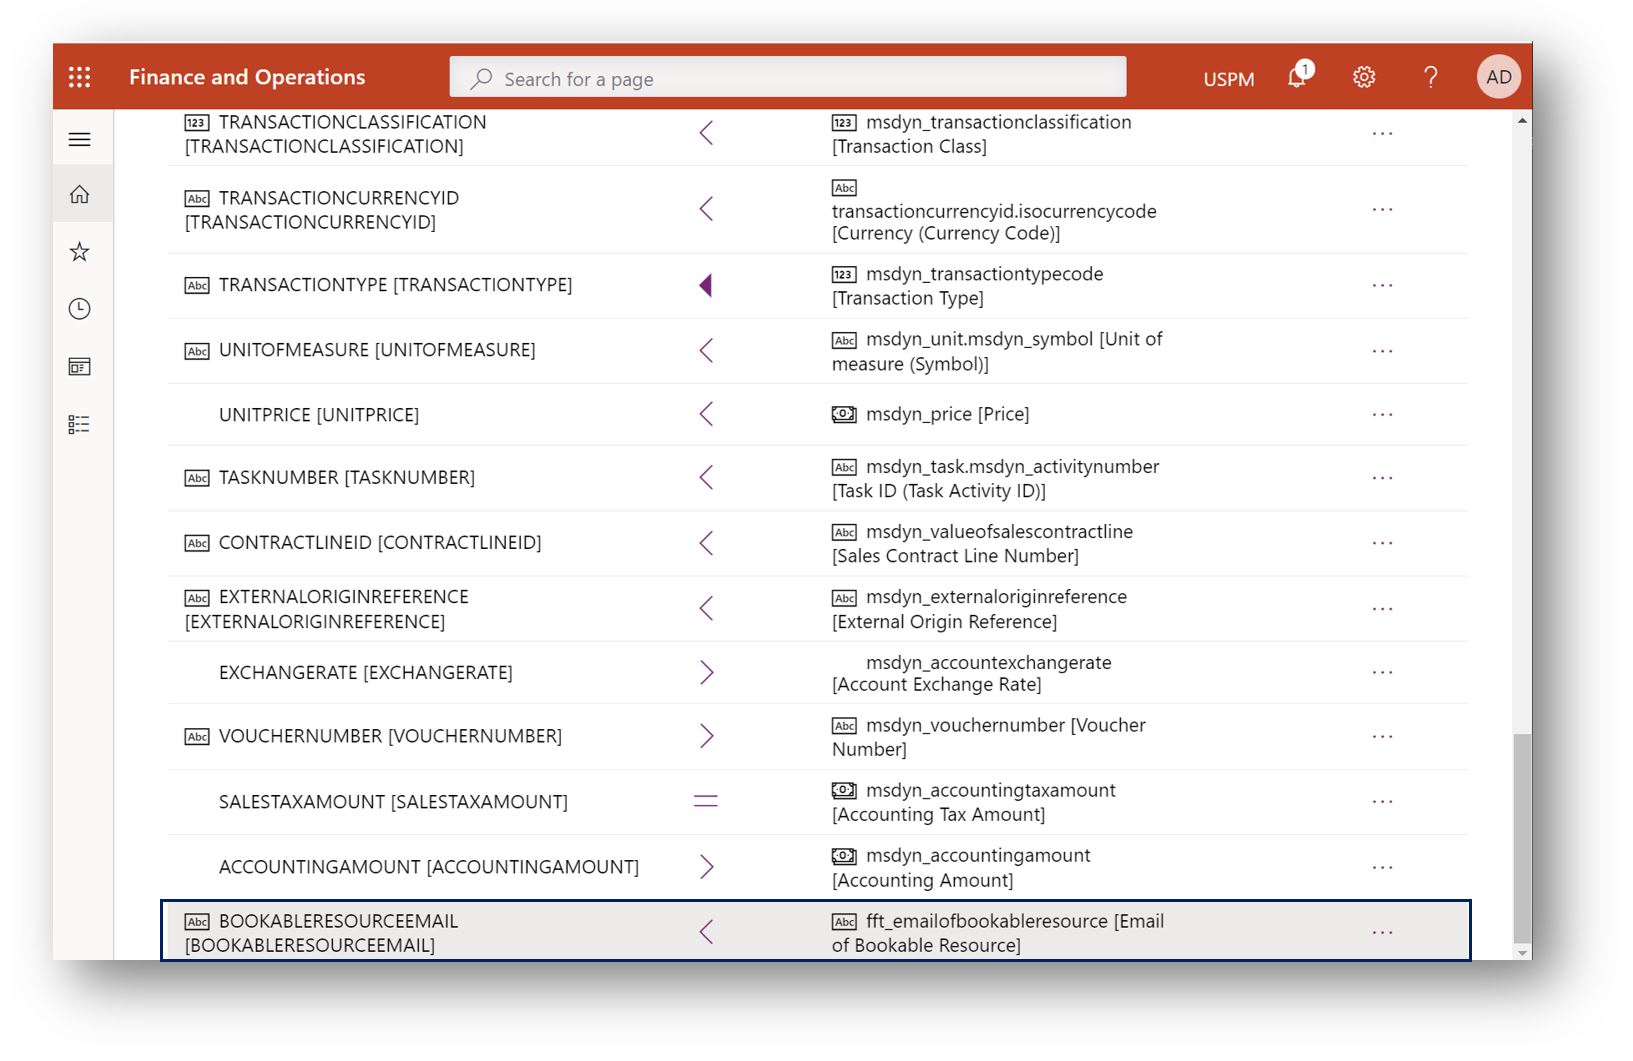 Finance and Operations
Search for a page
USPM
1
AD
123 TRANSACTIONCLASSIFICATION
[TRANSACTIONCLASSIFICATION]
123 msdyn_transactionclassification
[Transaction Class]
Abc TRANSACTIONCURRENCYID
[TRANSACTIONCURRENCYID]
Abc
transactioncurrencyid.isocurrencycode
[Currency (Currency Code)]
Abc TRANSACTIONTYPE [TRANSACTIONTYPE]
123 msdyn_transactiontypecode
[Transaction Type]
Abc UNITOFMEASURE [UNITOFMEASURE]
Abc msdyn_unit.msdyn_symbol [Unit of
measure (Symbol)]
UNITPRICE [UNITPRICE]
msdyn_price [Price]
Abc TASKNUMBER [TASKNUMBER]
Abc msdyn_task.msdyn_activitynumber
[Task ID (Task Activity ID)]
Abc CONTRACTLINEID [CONTRACTLINEID]
Abc msdyn_valueofsalescontractline
[Sales Contract Line Number]
Abc EXTERNALORIGINREFERENCE
[EXTERNALORIGINREFERENCE]
Abc msdyn_externaloriginreference
[External Origin Reference]
EXCHANGERATE [EXCHANGERATE]
msdyn_accountexchangerate
[Account Exchange Rate]
Abc VOUCHERNUMBER [VOUCHERNUMBER]
Abc msdyn_vouchernumber [Voucher
Number]
SALESTAXAMOUNT [SALESTAXAMOUNT]
msdyn_accountingtaxamount
[Accounting Tax Amount]
ACCOUNTINGAMOUNT [ACCOUNTINGAMOUNT]
msdyn_accountingamount
[Accounting Amount]
Abc BOOKABLERESOURCEEMAIL
[BOOKABLERESOURCEEMAIL]
Abc fft_emailofbookableresource [Email
of Bookable Resource]